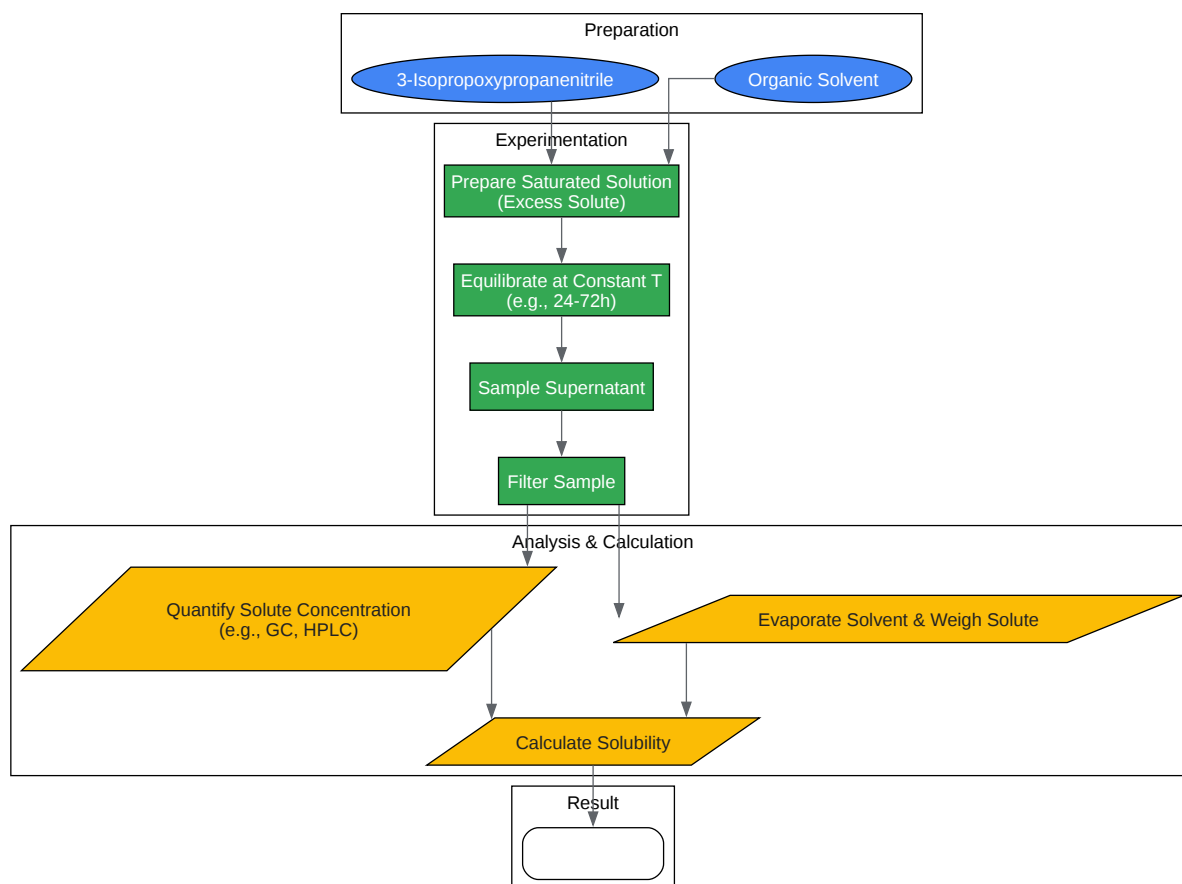 Preparation
3-Isopropoxypropanenitrile
Organic Solvent
Experimentation
Prepare Saturated Solution
(Excess Solute)
Equilibrate at Constant T
(e.g., 24-72h)
Sample Supernatant
Filter Sample
Analysis & Calculation
Quantify Solute Concentration
(e.g., GC, HPLC)
Evaporate Solvent & Weigh Solute
Calculate Solubility
Result